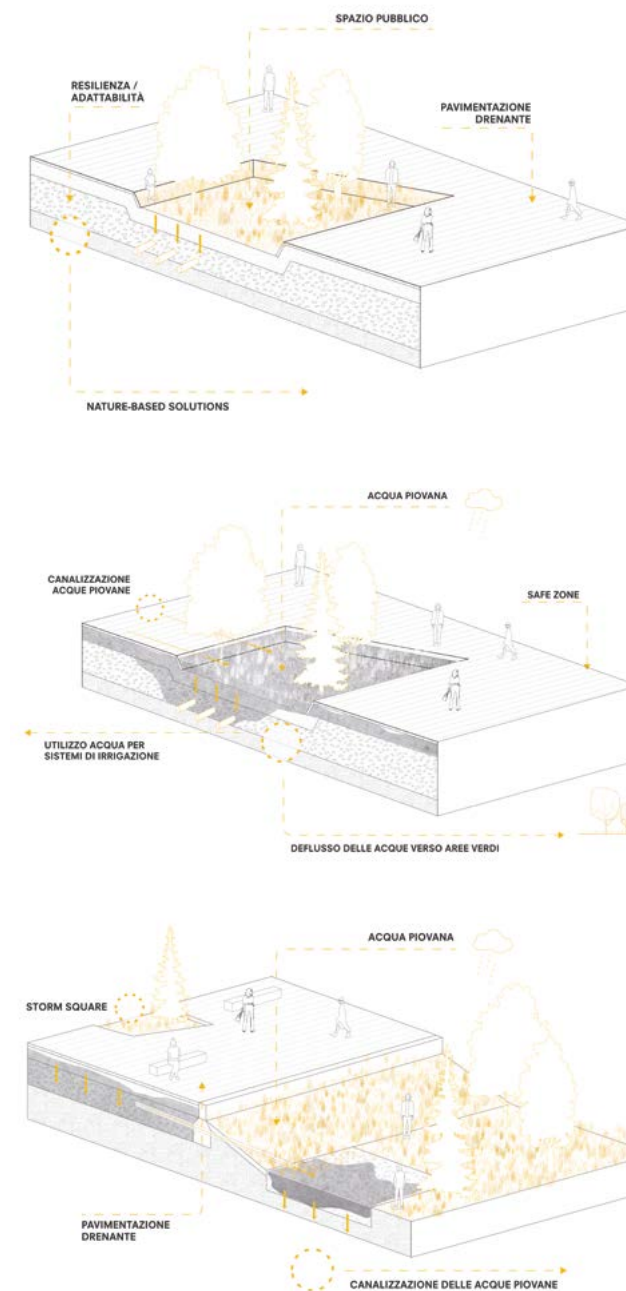 SPAZIO PUBBLICO
RESILIENZA /
ADATTABILITÀ
PAVIMENTAZIONE
DRENANTE
NATURE-BASED SOLUTIONS
ACQUA PIOVANA
CANALIZZAZIONE
ACQUE PIOVANE
SAFE ZONE
UTILIZZO ACQUA PER
SISTEMI DI IRRIGAZIONE
DEFLUSSO DELLE ACQUE VERSO AREE VERDI
ACQUA PIOVANA
STORM SQUARE
PAVIMENTAZIONE
DRENANTE
CANALIZZAZIONE DELLE ACQUE PIOVANE